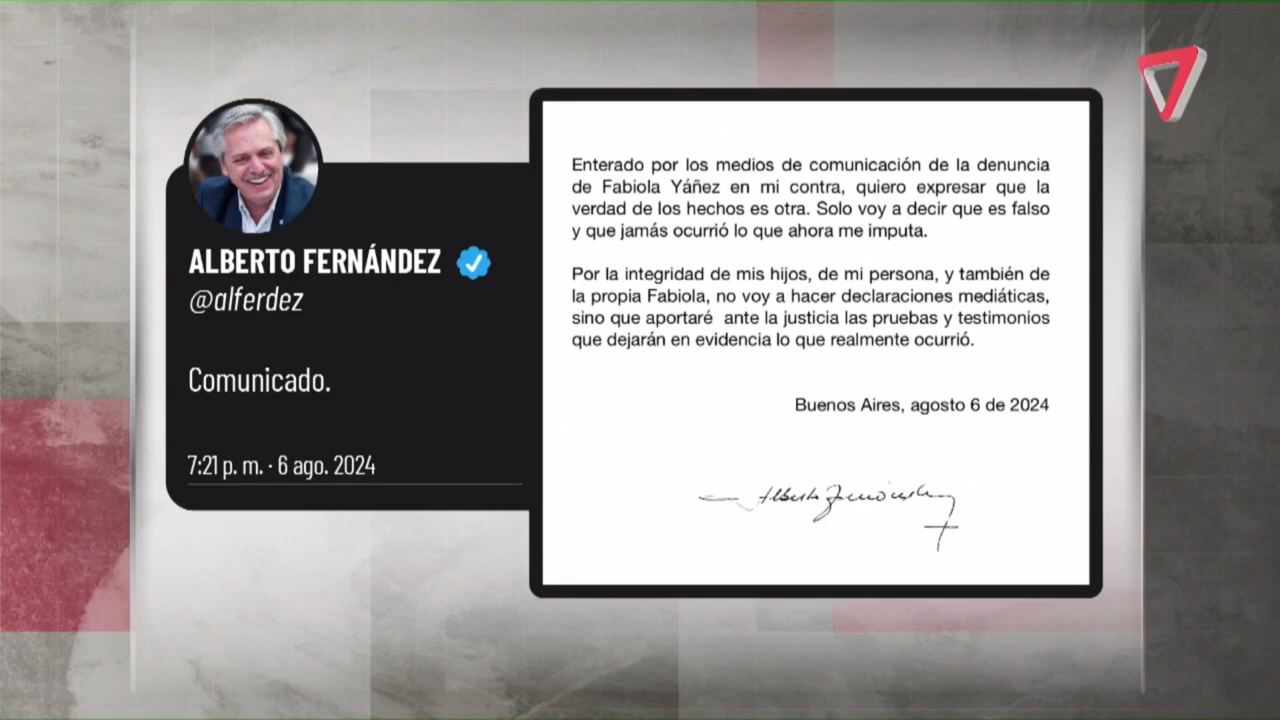 ALBERTO FERNÁNDEZ
@alferdez
Comunicado.
7:21 p. m. · 6 ago. 2024
Enterado por los medios de comunicación de la denuncia
de Fabiola Yáñez en mi contra, quiero expresar que la
verdad de los hechos es otra. Solo voy a decir que es falso
y que jamás ocurrió lo que ahora me imputa.
Por la integridad de mis hijos, de mi persona, y también de
la propia Fabiola, no voy a hacer declaraciones mediáticas,
sino que aportaré ante la justicia las pruebas y testimonios
que dejarán en evidencia lo que realmente ocurrió.
Buenos Aires, agosto 6 de 2024
Alberto Fernández